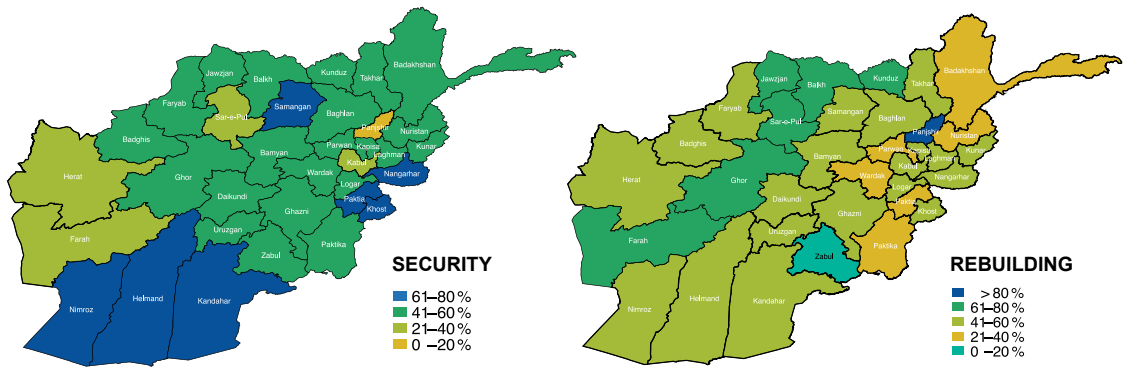 Badakhshan
Jawzjan
Balkh
Kunduz
Takhar
Faryab
Samangan
Sar-e-Pul
Baghlan
Panjshir
Nuristan
Badghis
Parwan
Kapisa
Kunar
Bamyan
Laghman
Kabul
Herat
Wardak
Nangarhar
Ghor
Logar
Daikundi
Paktia
Khost
Ghazni
Farah
Uruzgan
Paktika
Zabul
Nimroz
Helmand
Kandahar
SECURITY
61–80 %
41–60 %
21–40 %
0 –20 %
Badakhshan
Jawzjan
Balkh
Kunduz
Takhar
Faryab
Samangan
Sar-e-Pul
Baghlan
Panjshir
Nuristan
Badghis
Parwan
Kapisa
Kunar
Bamyan
Laghman
Kabul
Herat
Wardak
Nangarhar
Ghor
Logar
Daikundi
Paktia
Khost
Ghazni
Farah
Uruzgan
Paktika
Zabul
Nimroz
Helmand
Kandahar
REBUILDING
> 80 %
61–80 %
41–60 %
21–40 %
0 –20 %